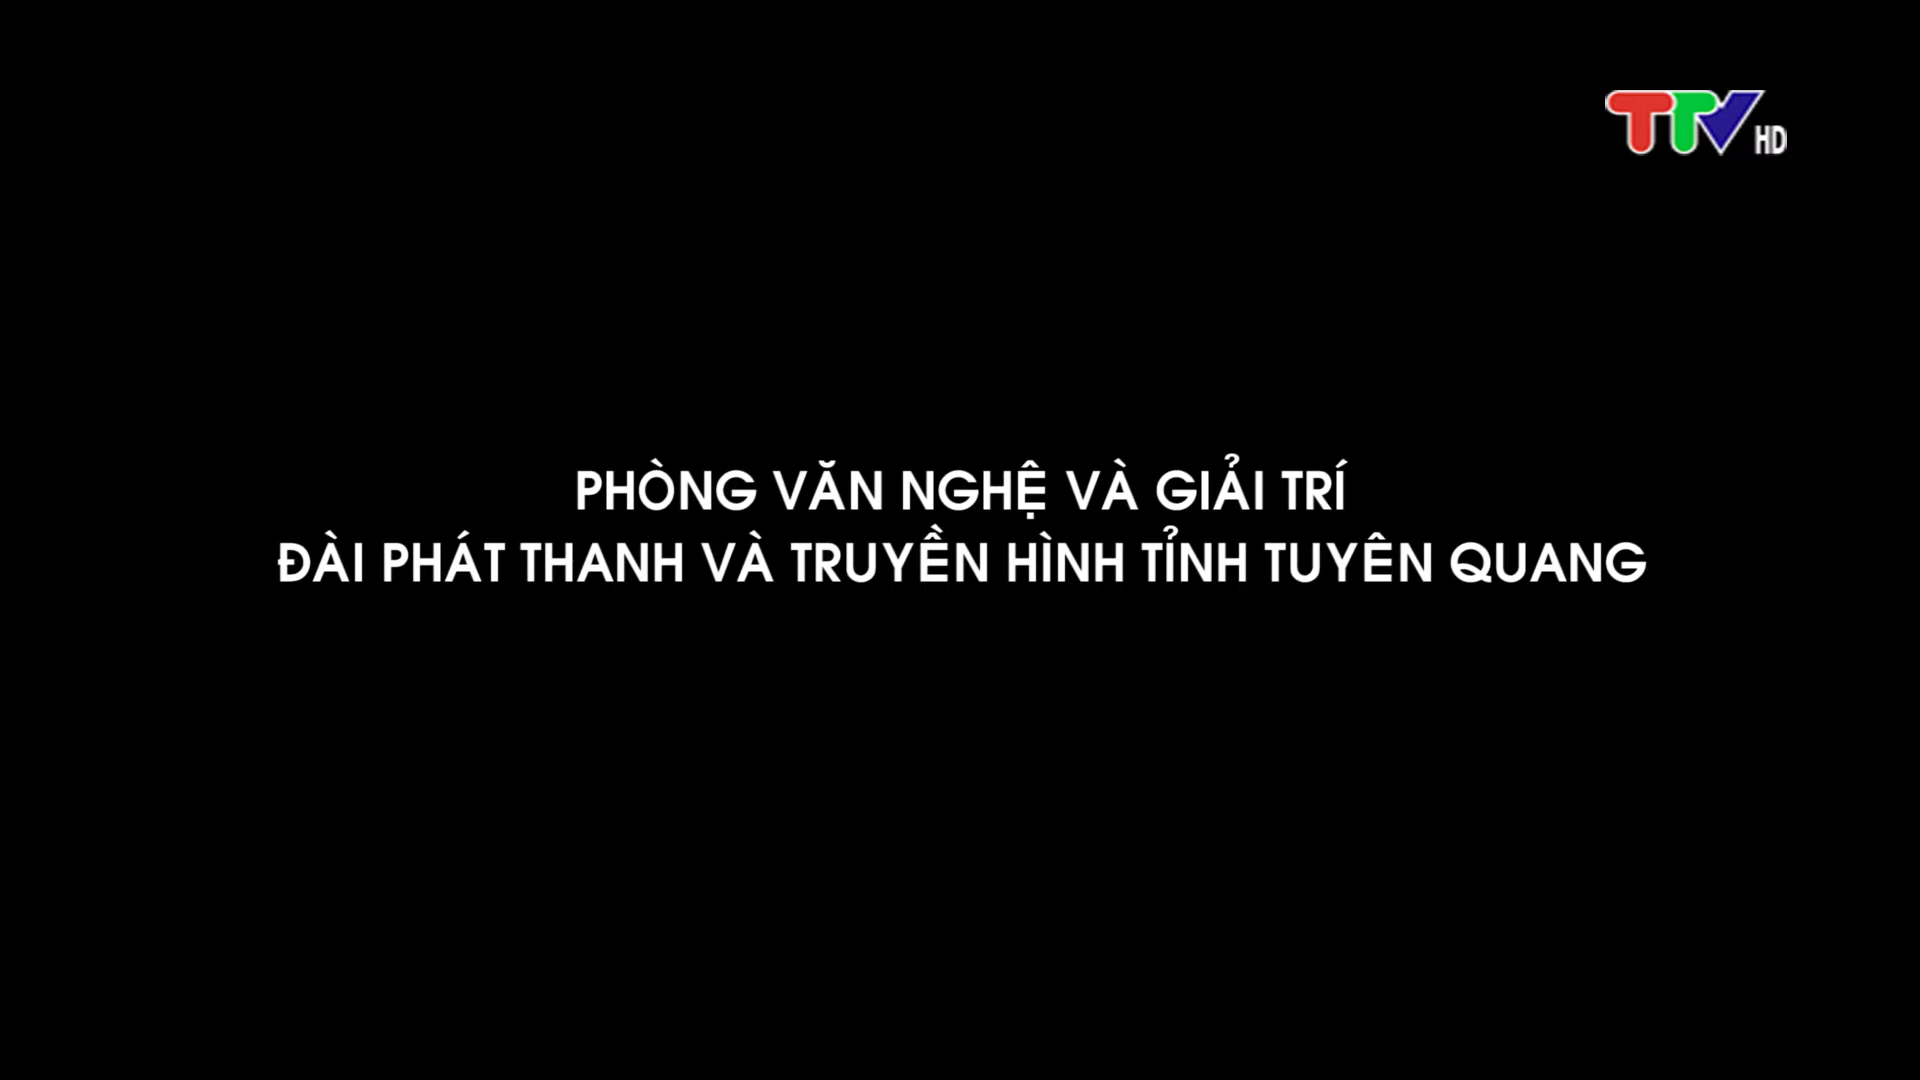 TTV HD
PHÒNG VĂN NGHỆ VÀ GIẢI TRÍ
ĐÀI PHÁT THANH VÀ TRUYỀN HÌNH TỈNH TUYÊN QUANG